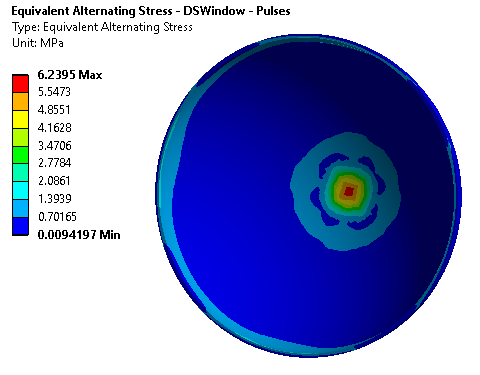 Equivalent Alternating Stress - DSWindow - Pulses
Type: Equivalent Alternating Stress
Unit: MPa
6.2395 Max
5.5473
4.8551
4.1628
3.4706
2.7784
2.0861
1.3939
0.70165
0.0094197 Min